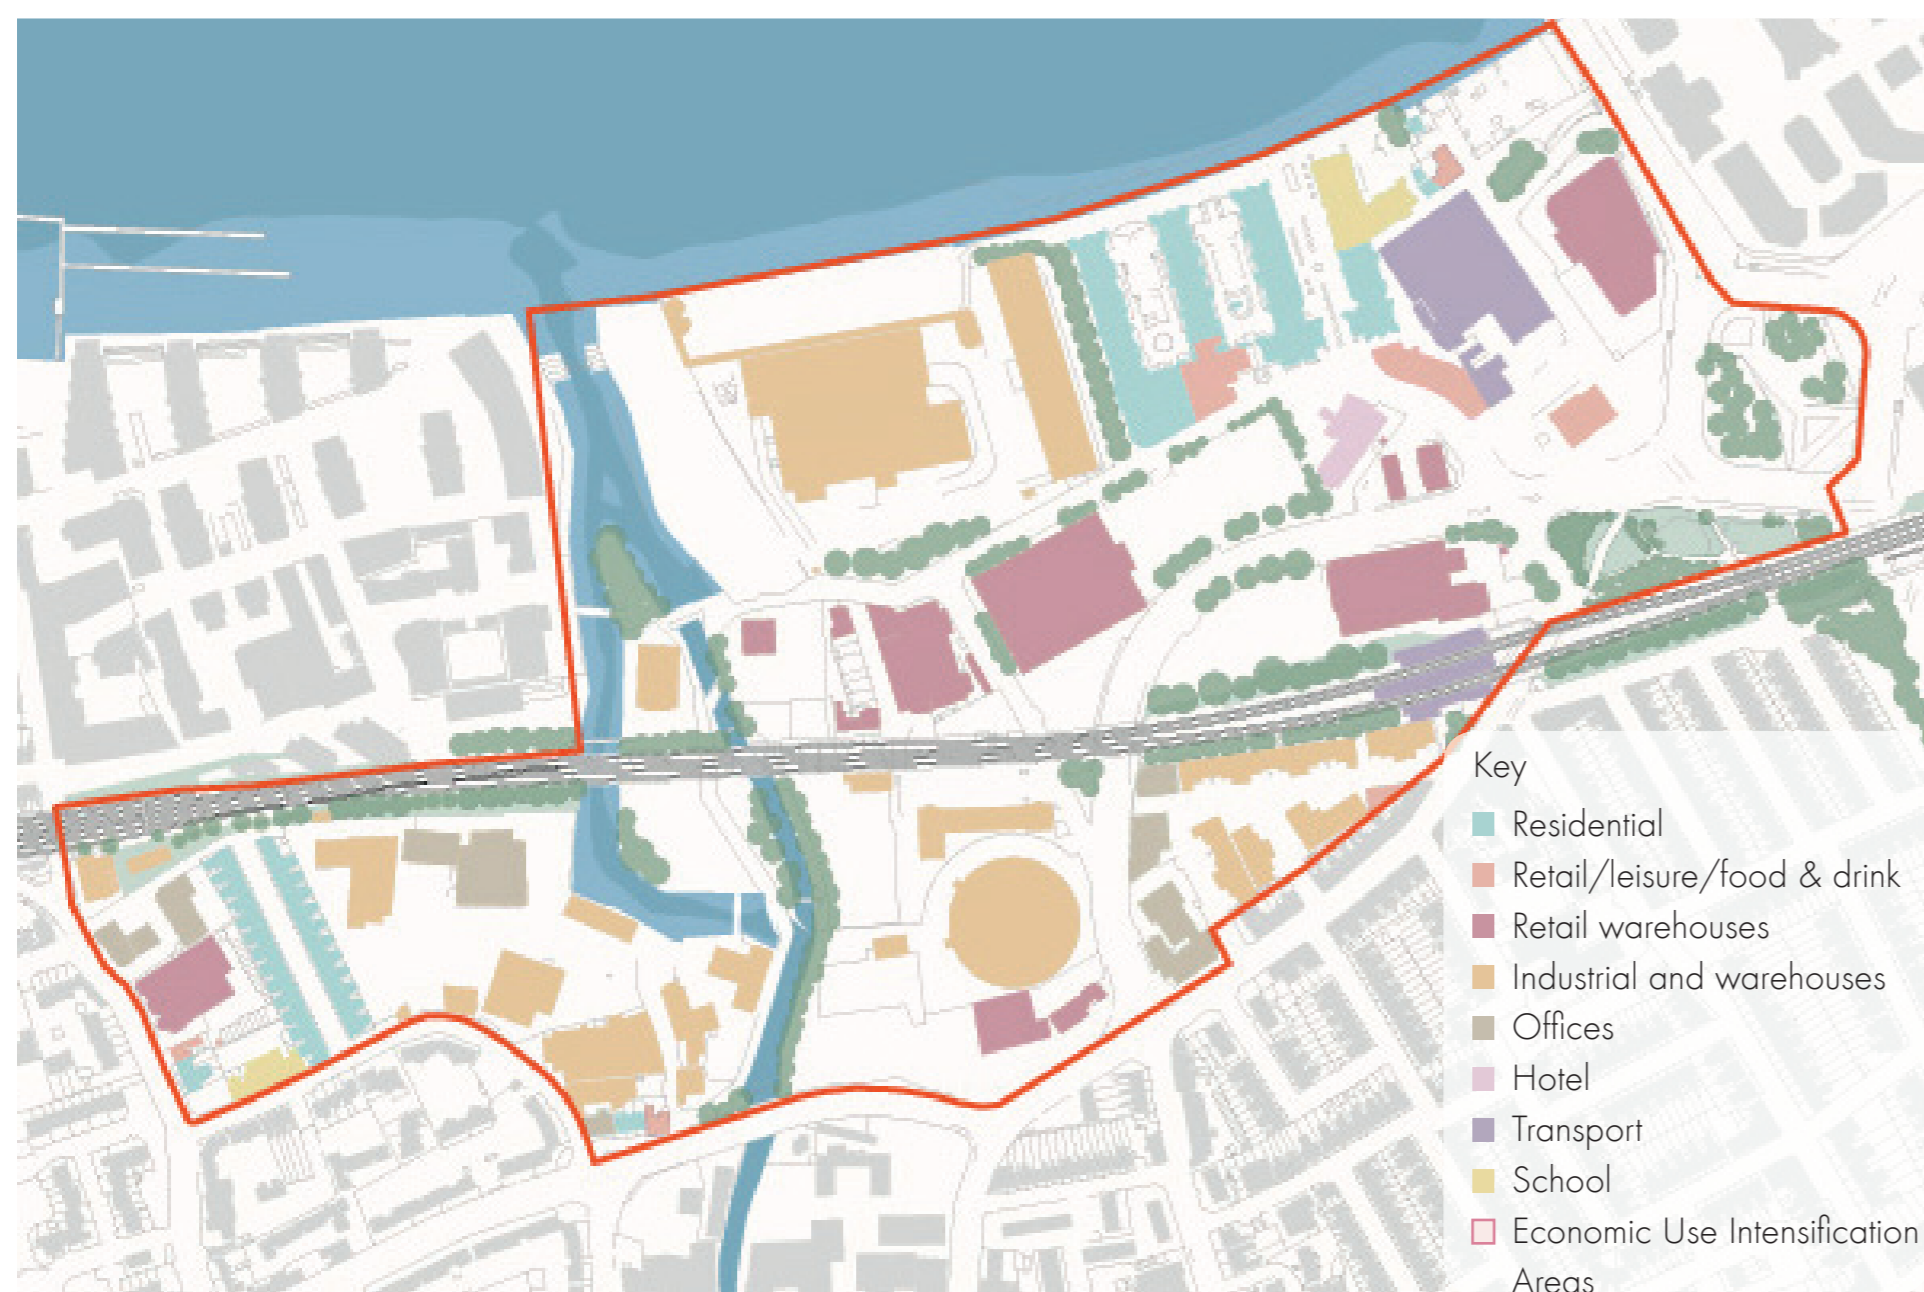 Key
Residential
Retail/leisure/food & drink
Retail warehouses
Industrial and warehouses
Offices
Hotel
Transport
School
Economic Use Intensification
Areas